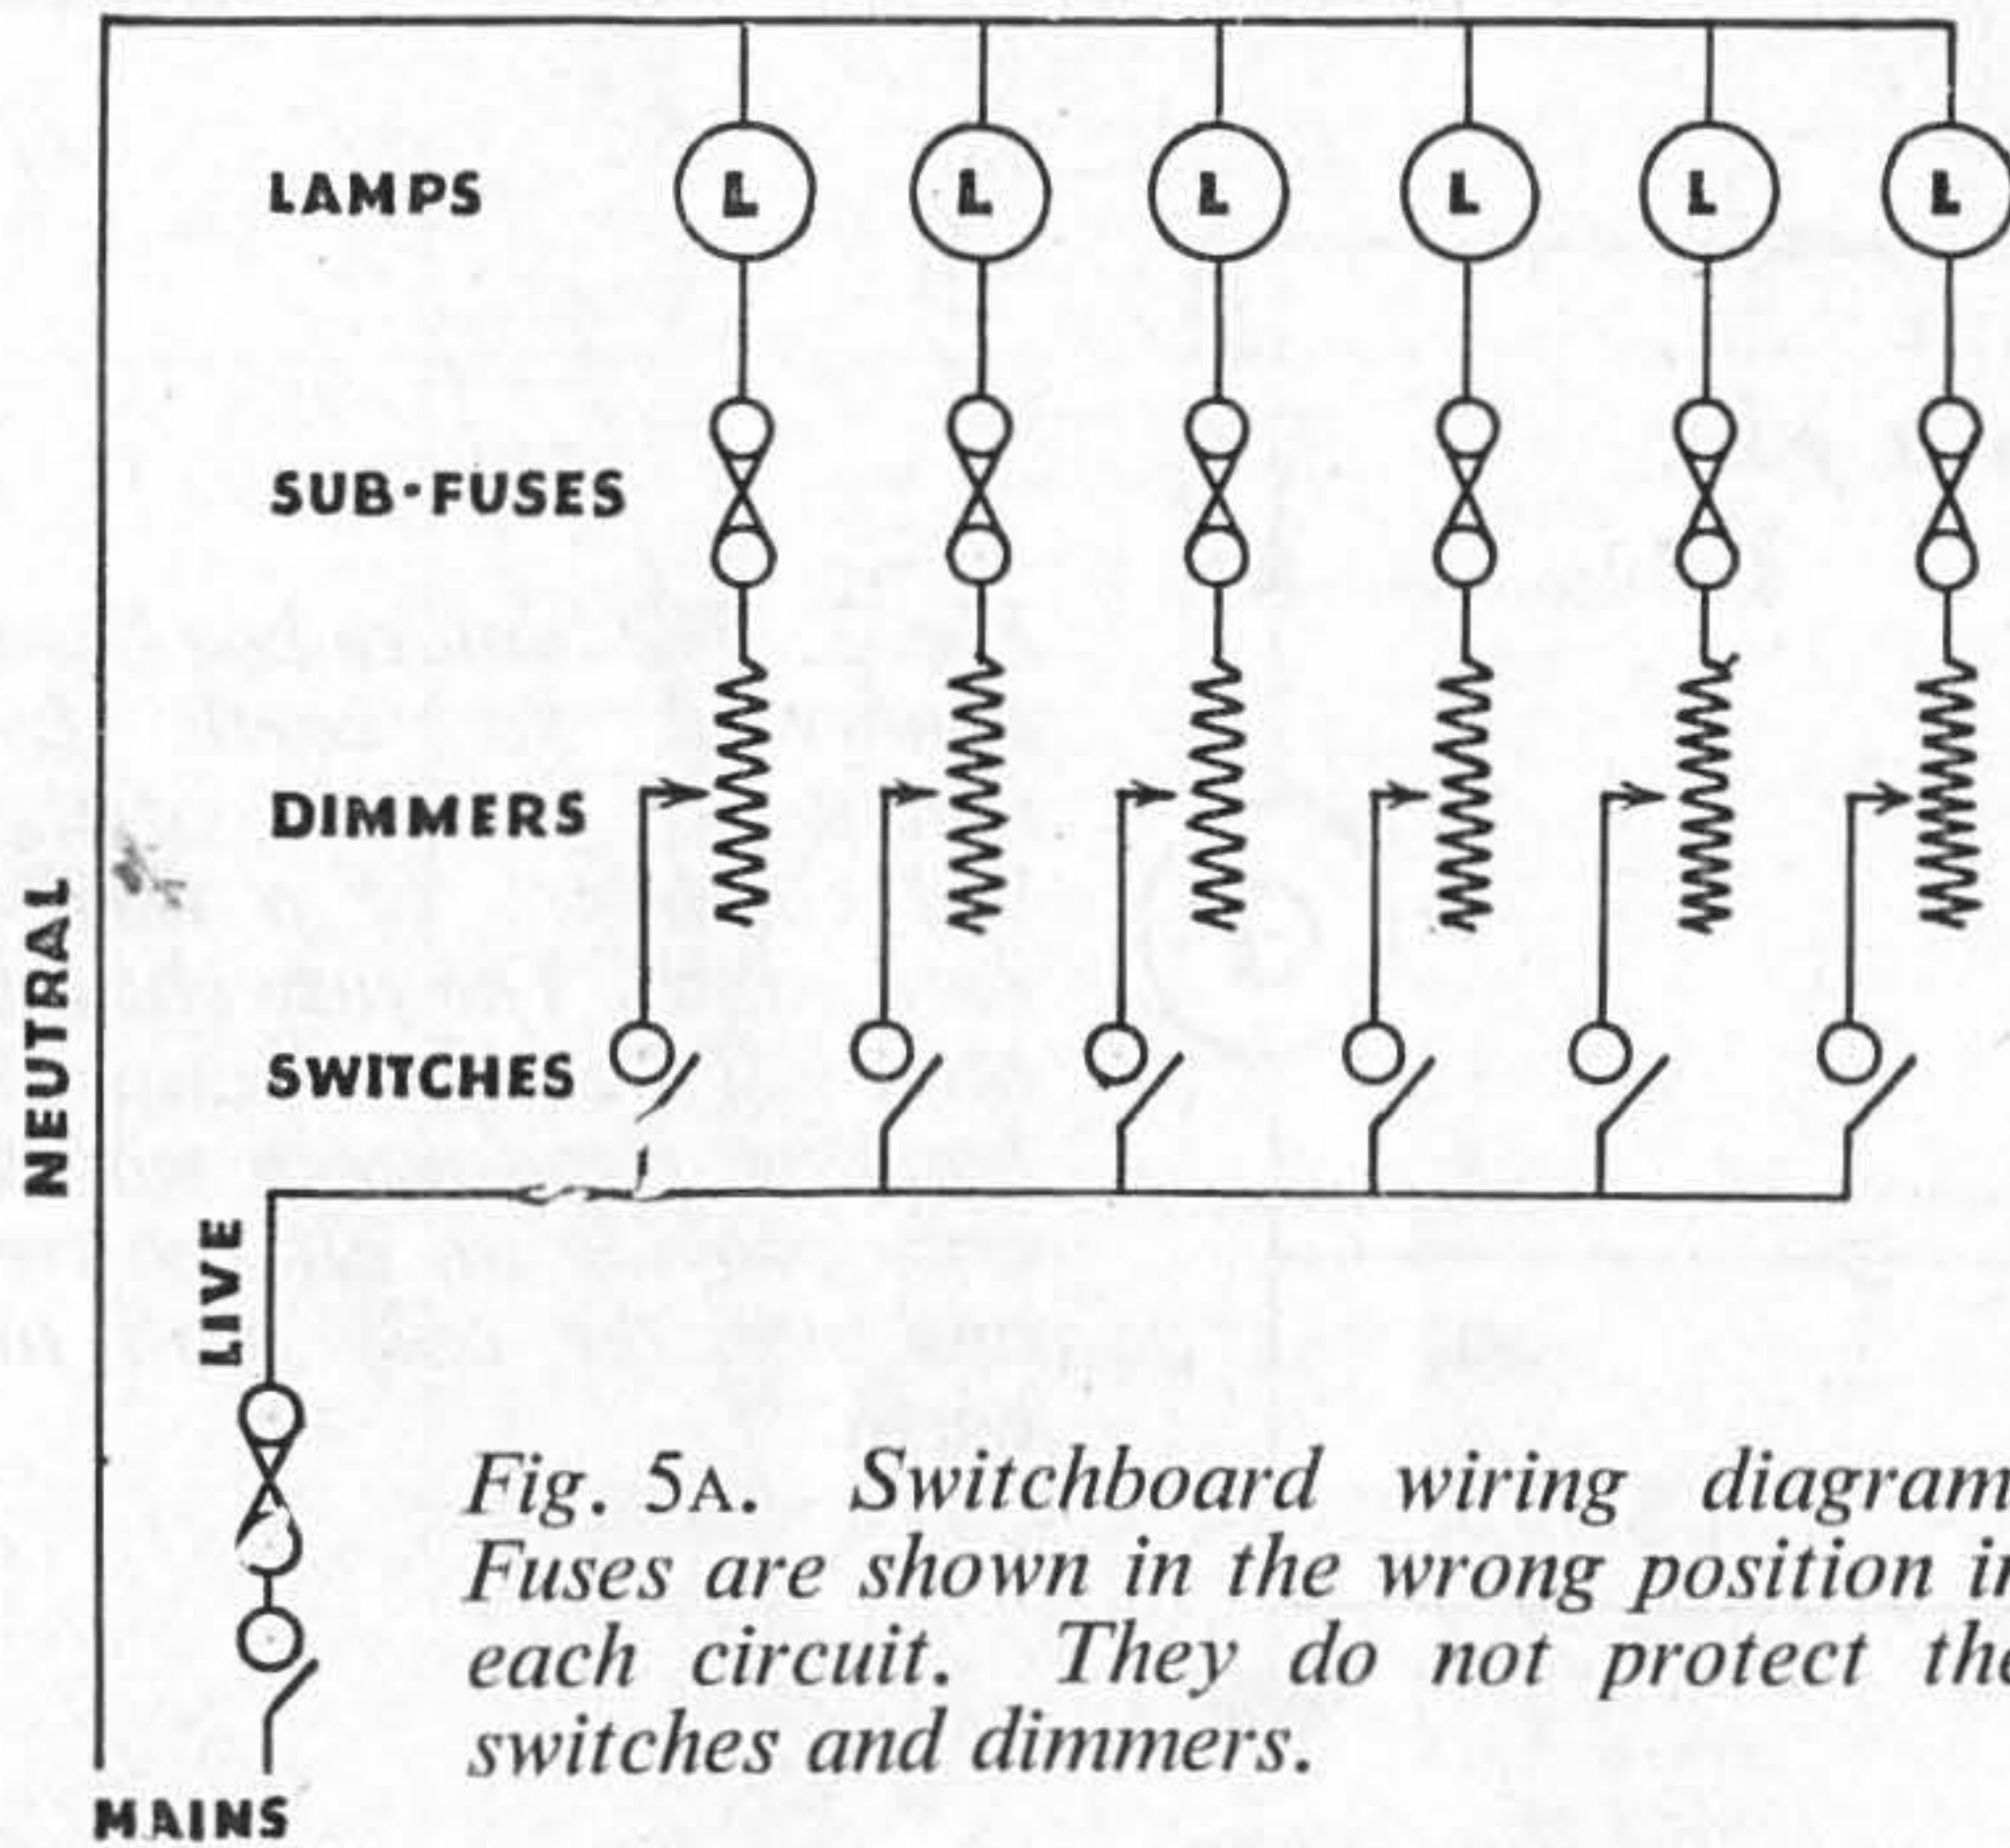 LAMPS
L L L L L L
SUB-FUSES
DIMMERS
SWITCHES
NEUTRAL
LIVE
Fig. 5A. Switchboard wiring diagram
Fuses are shown in the wrong position in
each circuit. They do not protect the
switches and dimmers.
MAINS